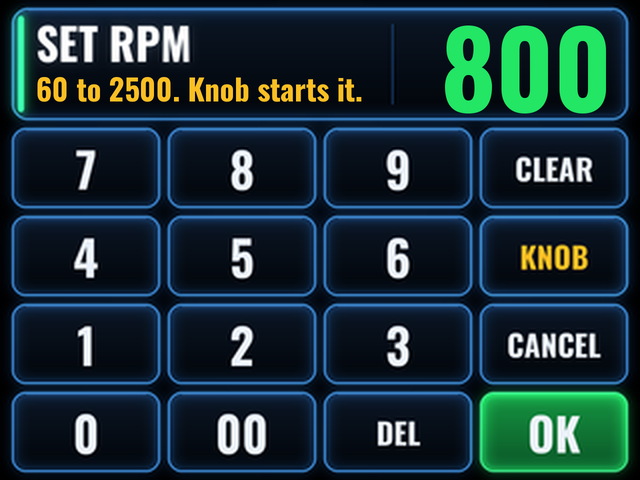 SET RPM
60 to 2500. Knob starts it.
800
7 8 9 CLEAR
4 5 6 KNOB
1 2 3 CANCEL
0 00 DEL OK